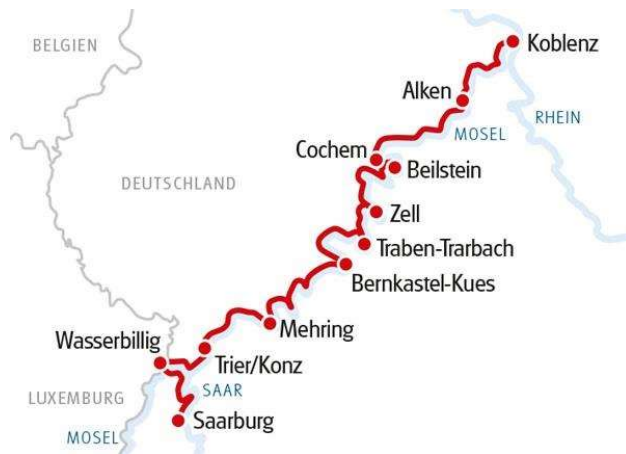 BELGIEN
Koblenz
Alken
RHEIN
MOSEL
Cochem
Beilstein
DEUTSCHLAND
Zell
Traben-Trarbach
Bernkastel-Kues
Mehring
Wasserbillig
Trier/Konz
LUXEMBURG
SAAR
Saarburg
MOSEL